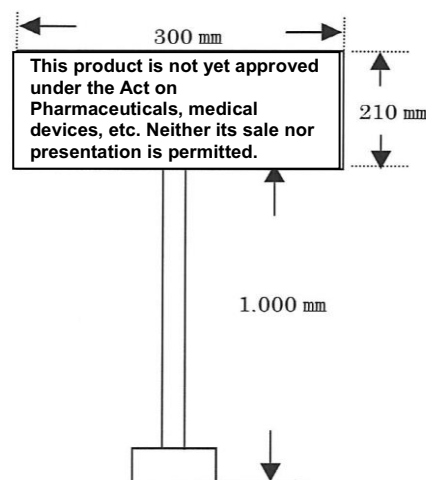 300 mm
This product is not yet approved
under the Act on
Pharmaceuticals, medical
devices, etc. Neither its sale nor
presentation is permitted.
210 mm
1.000 mm